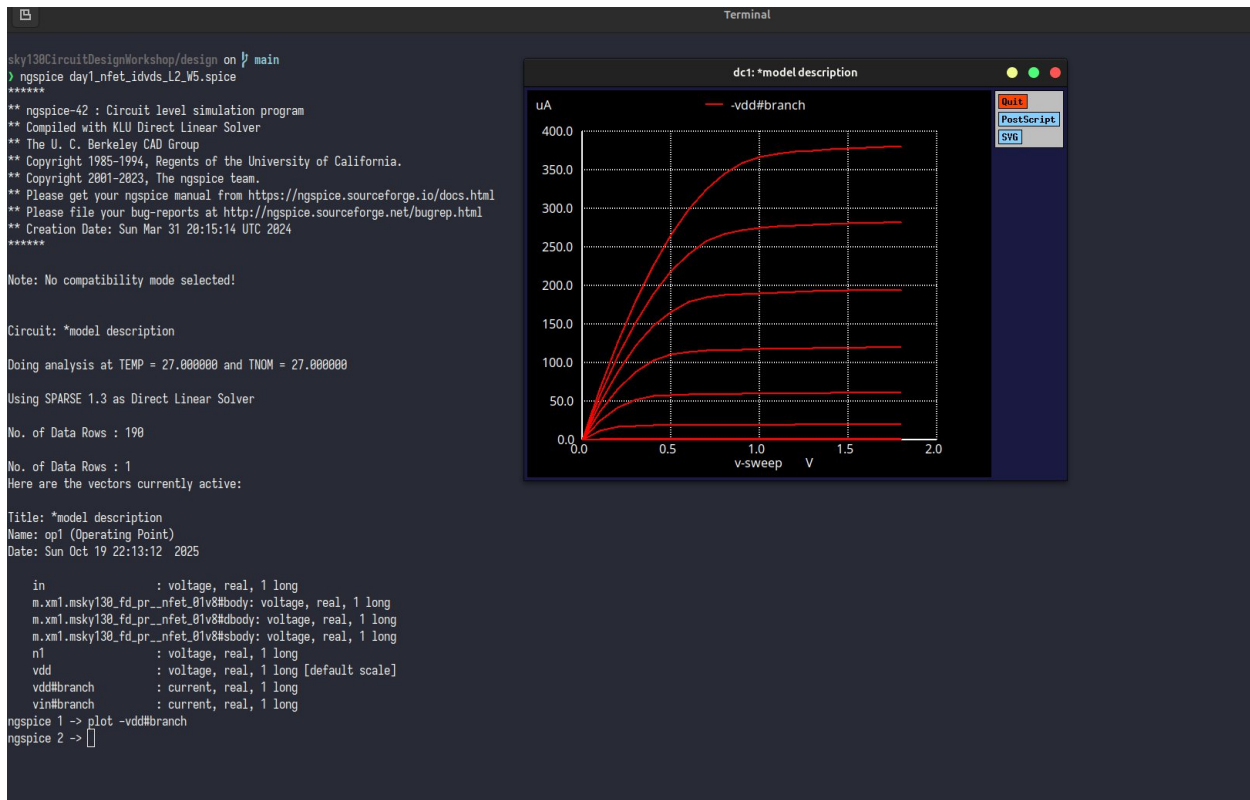 Terminal
sky130CircuitDesignWorkshop/design on main
❯ ngspice day1_nfet_idvds_L2_W5.spice
******
** ngspice-42 : Circuit level simulation program
** Compiled with KLU Direct Linear Solver
** The U. C. Berkeley CAD Group
** Copyright 1985-1994, Regents of the University of California.
** Copyright 2001-2023, The ngspice team.
** Please get your ngspice manual from https://ngspice.sourceforge.io/docs.html
** Please file your bug-reports at http://ngspice.sourceforge.net/bugrep.html
** Creation Date: Sun Mar 31 20:15:14 UTC 2024
******
Note: No compatibility mode selected!
Circuit: *model description
Doing analysis at TEMP = 27.000000 and TNOM = 27.000000
Using SPARSE 1.3 as Direct Linear Solver
No. of Data Rows : 190
No. of Data Rows : 1
Here are the vectors currently active:
Title: *model description
Name: op1 (Operating Point)
Date: Sun Oct 19 22:13:12  2025
in : voltage, real, 1 long
m.xm1.msky130_fd_pr__nfet_01v8#body: voltage, real, 1 long
m.xm1.msky130_fd_pr__nfet_01v8#dbody: voltage, real, 1 long
m.xm1.msky130_fd_pr__nfet_01v8#sbody: voltage, real, 1 long
n1 : voltage, real, 1 long
vdd : voltage, real, 1 long [default scale]
vdd#branch : current, real, 1 long
vin#branch : current, real, 1 long
ngspice 1 -> plot -vdd#branch
ngspice 2 ->
dc1: *model description
uA
-vdd#branch
Quit
PostScript
SVG
400.0
350.0
300.0
250.0
200.0
150.0
100.0
50.0
0.0
0.0 0.5 1.0 1.5 2.0
v-sweep V